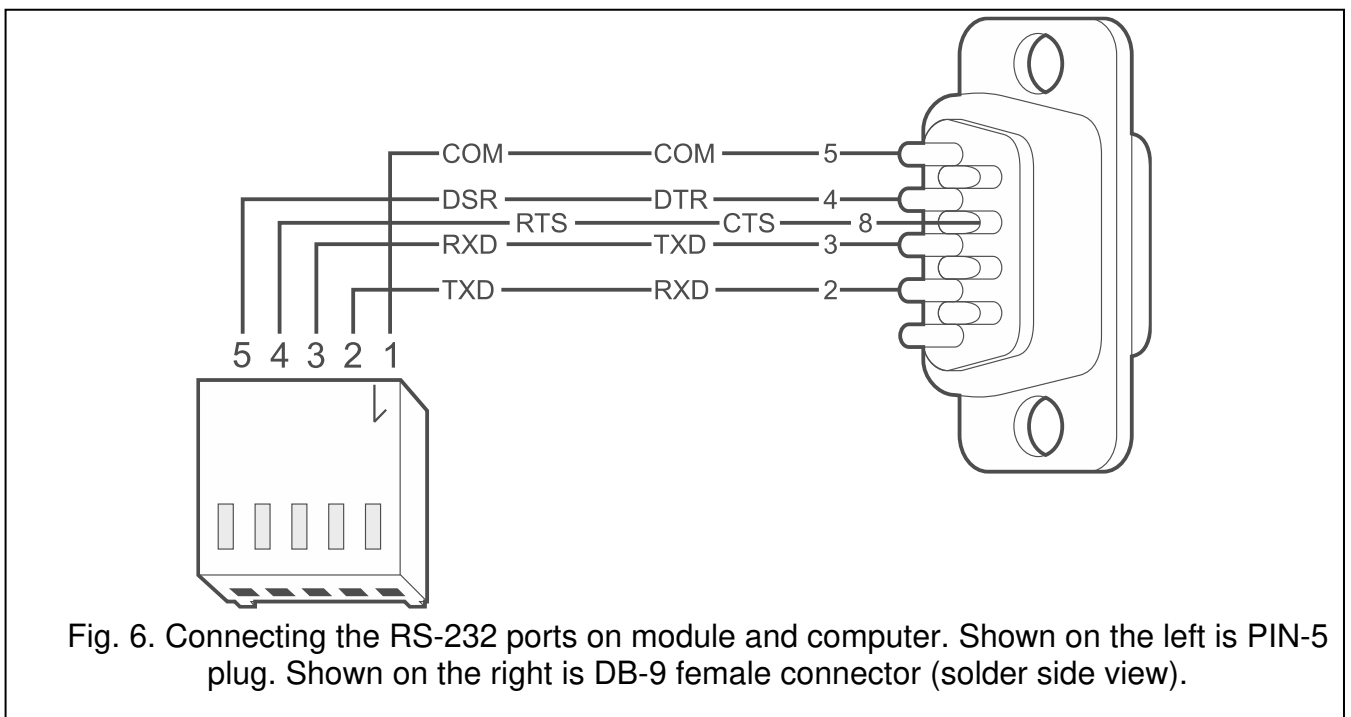 COM COM 5
DSR DTR 4
RTS CTS 8
RXD TXD 3
TXD RXD 2
5 4 3 2 1
Fig. 6. Connecting the RS-232 ports on module and computer. Shown on the left is PIN-5
plug. Shown on the right is DB-9 female connector (solder side view).